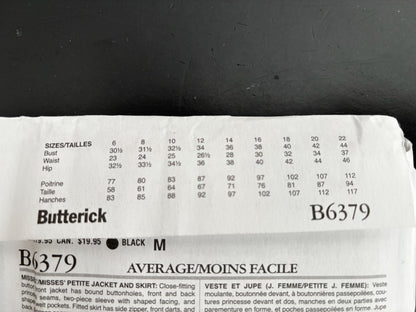 SIZES/TAILLES 6 8 10 12 14 16 18 20 22
Bust 30½ 31½ 32½ 34 36 38 40 42 44
Waist 23 24 25 26½ 28 30 32 34 37
Hip 32½ 33½ 34½ 36 38 40 42 44 46
Poitrine 77 80 83 87 92 97 102 107 112
Taille 58 61 64 67 71 76 81 87 94
Hanches 83 85 88 92 97 102 107 112 117
Butterick B6379
CAN. $19.95 BLACK M
B6379 AVERAGE/MOINS FACILE
MISSES'/MISSES' PETITE JACKET AND SKIRT: Close-fitting
jacket has bound buttonholes, front and back
seams, two-piece sleeve with shaped facing, and
Fitted skirt has side zipper, front darts, and
VESTE ET JUPE (J. FEMME/PETITE J. FEMME): Veste
moulante, boutonnée devant, à boutonnières passepoilées, cou-
tures princesse devant et dos, manches en deux parties avec
parementure en forme, et poches passepoilées.